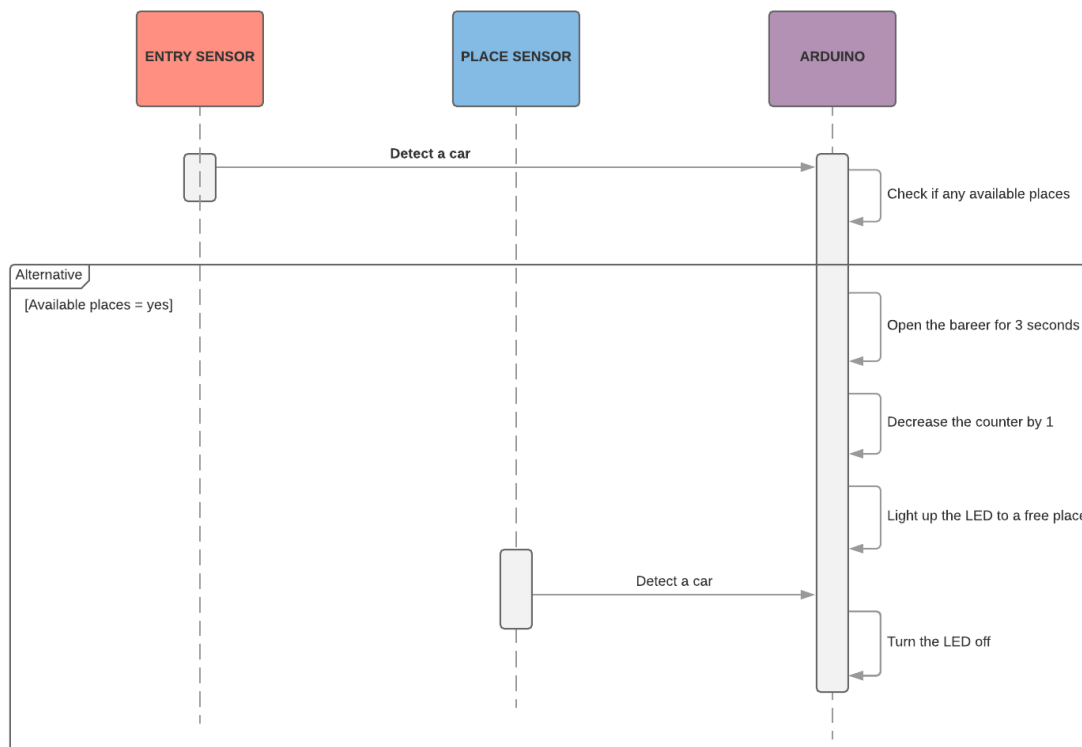 ENTRY SENSOR
PLACE SENSOR
ARDUINO
Detect a car
Check if any available places
Alternative
[Available places = yes]
Open the bareer for 3 seconds
Decrease the counter by 1
Light up the LED to a free place
Detect a car
Turn the LED off